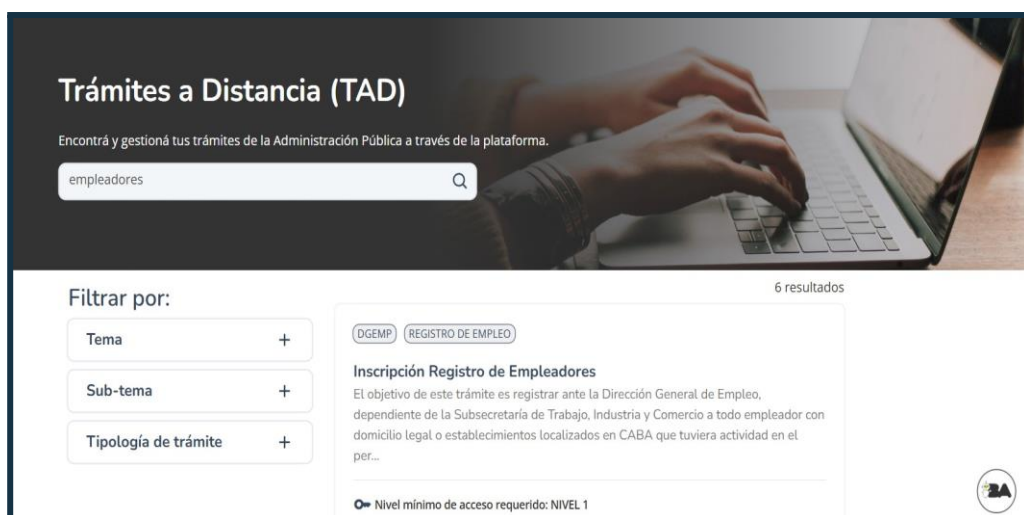 Trámites a Distancia (TAD)
Encontrá y gestioná tus trámites de la Administración Pública a través de la plataforma.
empleadores
6 resultados
Filtrar por:
Tema +
Sub-tema +
Tipología de trámite +
DGEMP REGISTRO DE EMPLEO
Inscripción Registro de Empleadores
El objetivo de este trámite es registrar ante la Dirección General de Empleo,
dependiente de la Subsecretaría de Trabajo, Industria y Comercio a todo empleador con
domicilio legal o establecimientos localizados en CABA que tuviera actividad en el
per...
Nivel mínimo de acceso requerido: NIVEL 1
BA